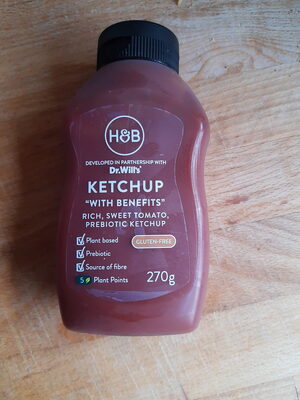 H&B
DEVELOPED IN PARTNERSHIP WITH
Dr.Will's
KETCHUP
"WITH BENEFITS"
RICH, SWEET TOMATO,
PREBIOTIC KETCHUP
Plant based
GLUTEN-FREE
Prebiotic
Source of fibre
5 Plant Points
270g